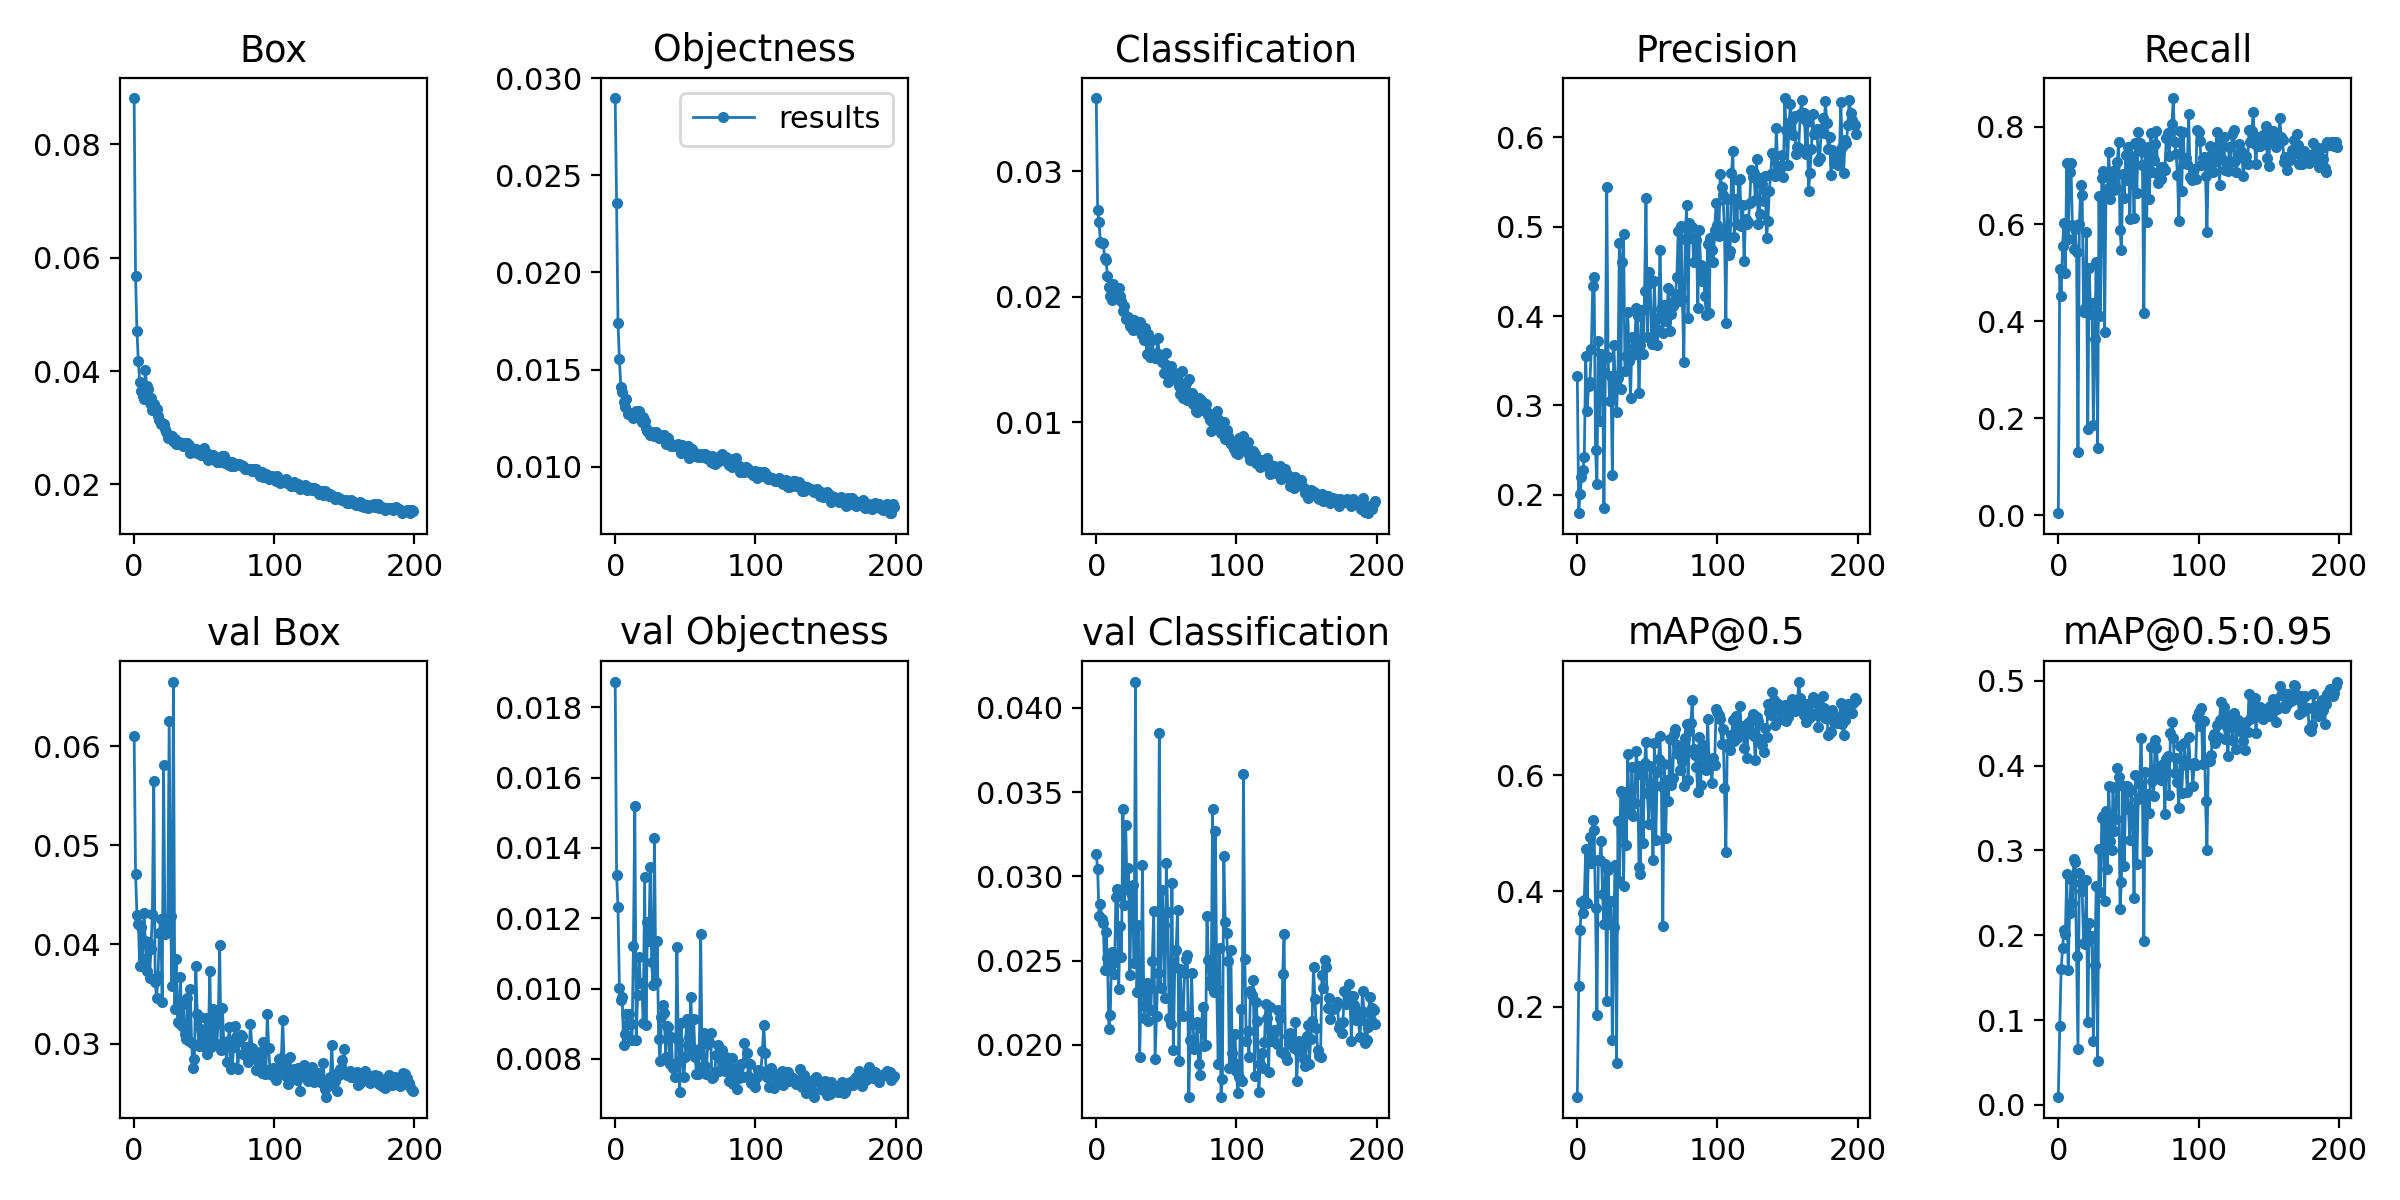 Box
0.08
0.06
0.04
0.02
0 100 200
Objectness
results
0.030
0.025
0.020
0.015
0.010
0 100 200
Classification
0.03
0.02
0.01
0 100 200
Precision
0.6
0.5
0.4
0.3
0.2
0 100 200
Recall
0.8
0.6
0.4
0.2
0.0
0 100 200
val Box
0.06
0.05
0.04
0.03
0 100 200
val Objectness
0.018
0.016
0.014
0.012
0.010
0.008
0 100 200
val Classification
0.040
0.035
0.030
0.025
0.020
0 100 200
mAP@0.5
0.6
0.4
0.2
0 100 200
mAP@0.5:0.95
0.5
0.4
0.3
0.2
0.1
0.0
0 100 200